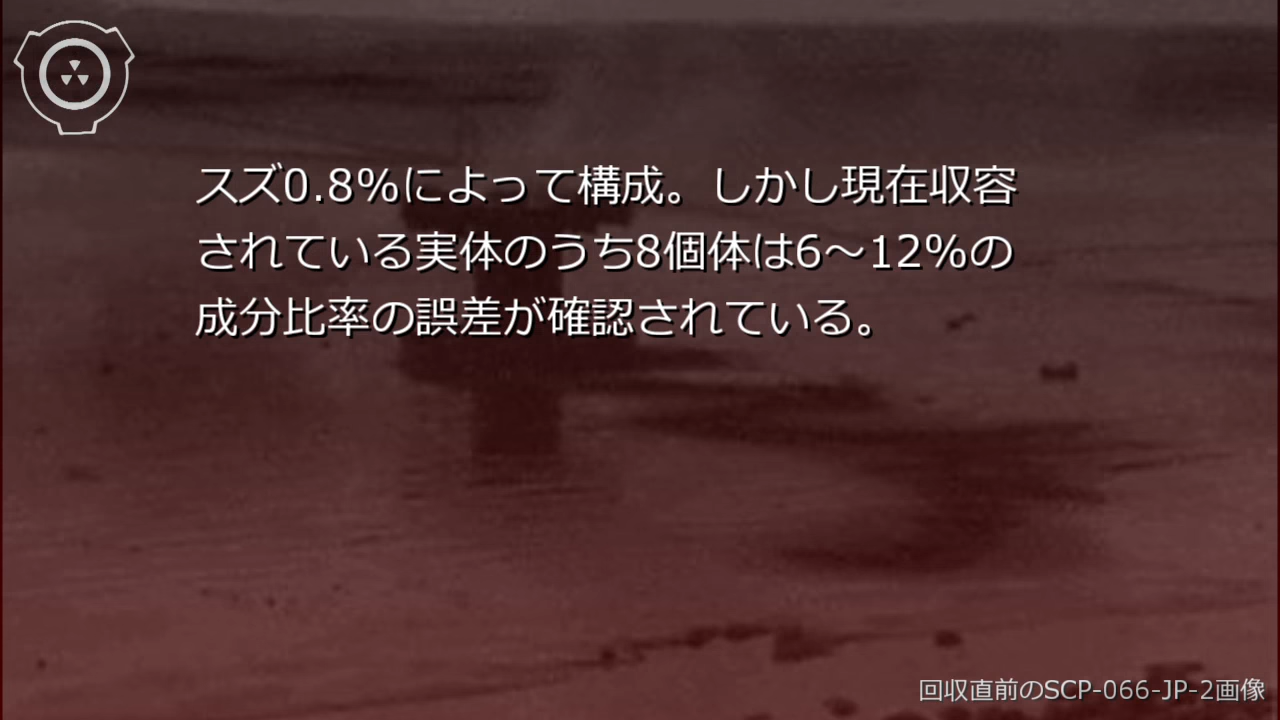 スズ0.8%によって構成。しかし現在収容
されている実体のうち8個体は6～12%の
成分比率の誤差が確認されている。
回収直前のSCP-066-JP-2画像